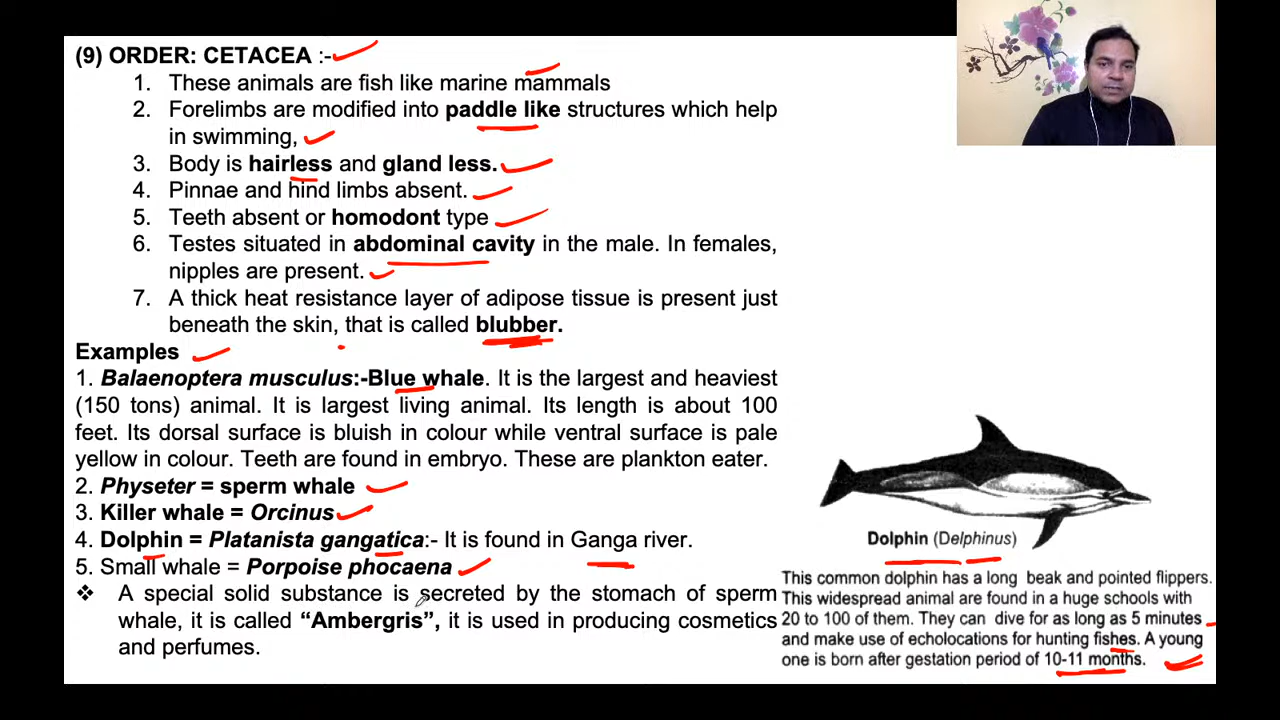 (9) ORDER: CETACEA :-
1. These animals are fish like marine mammals
2. Forelimbs are modified into paddle like structures which help
in swimming,
3. Body is hairless and gland less.
4. Pinnae and hind limbs absent.
5. Teeth absent or homodont type
6. Testes situated in abdominal cavity in the male. In females,
nipples are present.
7. A thick heat resistance layer of adipose tissue is present just
beneath the skin, that is called blubber.
Examples
1. Balaenoptera musculus:-Blue whale. It is the largest and heaviest
(150 tons) animal. It is largest living animal. Its length is about 100
feet. Its dorsal surface is bluish in colour while ventral surface is pale
yellow in colour. Teeth are found in embryo. These are plankton eater.
2. Physeter = sperm whale
3. Killer whale = Orcinus
4. Dolphin = Platanista gangatica:- It is found in Ganga river.
5. Small whale = Porpoise phocaena
❖ A special solid substance is secreted by the stomach of sperm
whale, it is called “Ambergris”, it is used in producing cosmetics
and perfumes.
Dolphin (Delphinus)
This common dolphin has a long beak and pointed flippers.
This widespread animal are found in a huge schools with
20 to 100 of them. They can dive for as long as 5 minutes
and make use of echolocations for hunting fishes. A young
one is born after gestation period of 10-11 months.